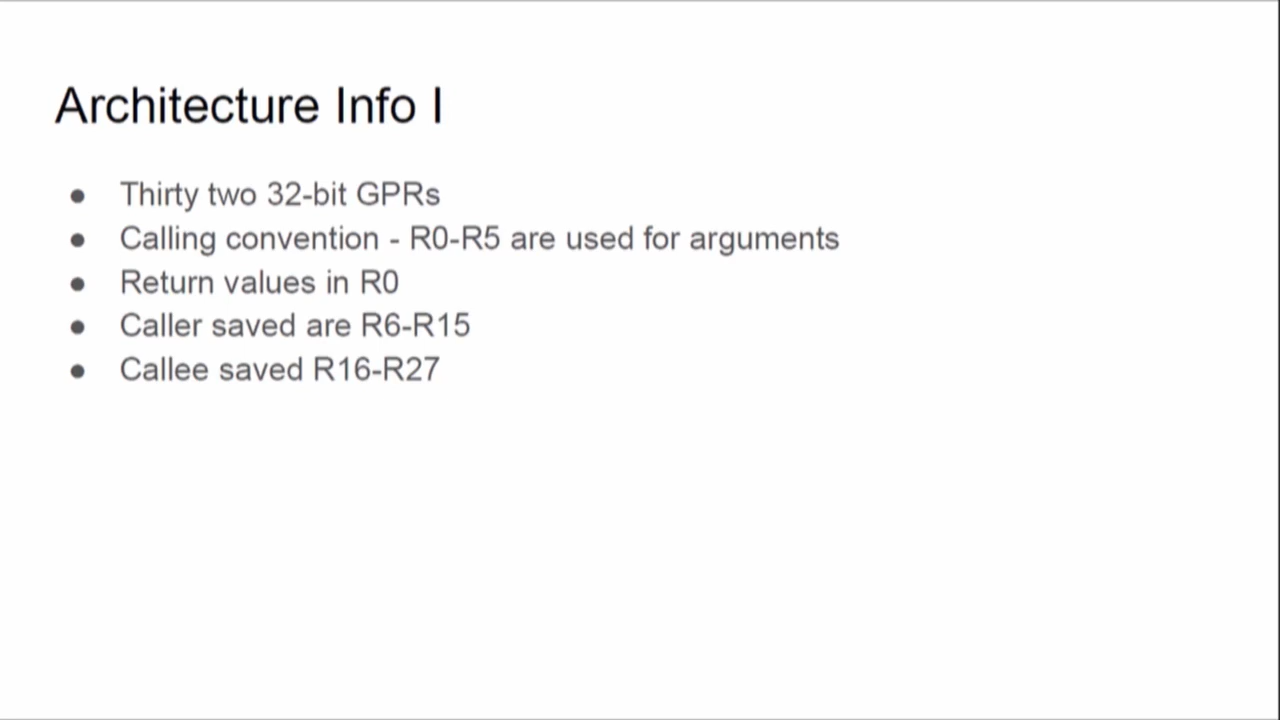 Architecture Info I
● Thirty two 32-bit GPRs
● Calling convention - R0-R5 are used for arguments
● Return values in R0
● Caller saved are R6-R15
● Callee saved R16-R27